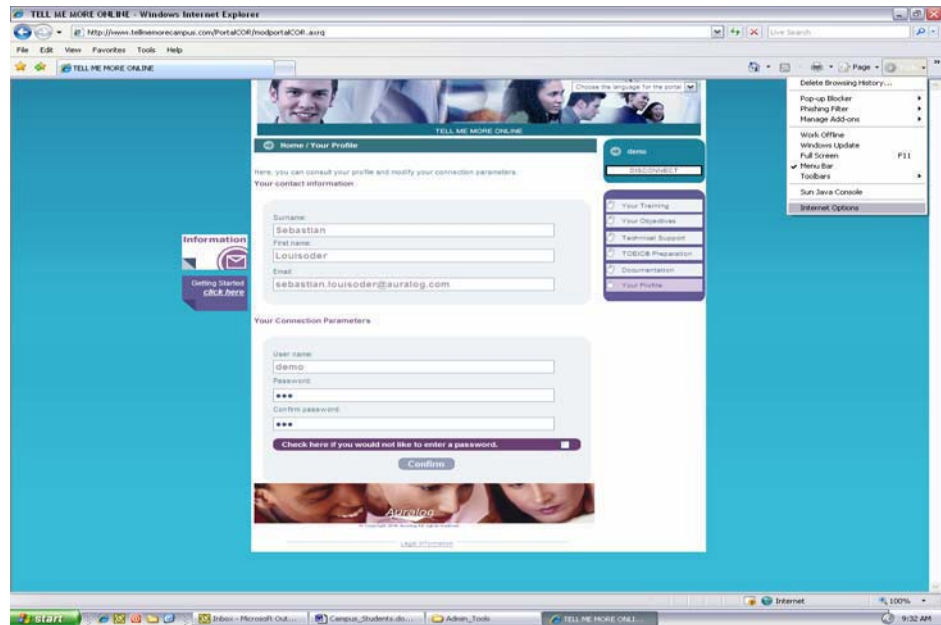 TELL ME MORE ONLINE - Windows Internet Explorer
http://www.tellmemorecampus.com/PortalCOR/modportalCOR.axrq
Live Search
File Edit View Favorites Tools Help
TELL ME MORE ONLINE
Page
Delete Browsing History...
Pop-up Blocker
Phishing Filter
Manage Add-ons
Work Offline
Windows Update
Full Screen F11
Menu Bar
Toolbars
Sun Java Console
Internet Options
Choose the language for the portal
TELL ME MORE ONLINE
Home / Your Profile
demo
DISCONNECT
Here, you can consult your profile and modify your connection parameters.
Your contact information
Your Training
Your Objectives
Technical Support
TOEIC® Preparation
Documentation
Your Profile
Information
Getting Started
click here
Surname:
Sebastian
First name:
Louisoder
Email:
sebastian.louisoder@auralog.com
Your Connection Parameters
User name:
demo
Password:
•••
Confirm password:
•••
Check here if you would not like to enter a password.
Confirm
Auralog
Legal Information
Internet
100%
start
Inbox - Microsoft Out...
Campus_Students.do...
Admin_Tools
TELL ME MORE ONLI...
9:32 AM